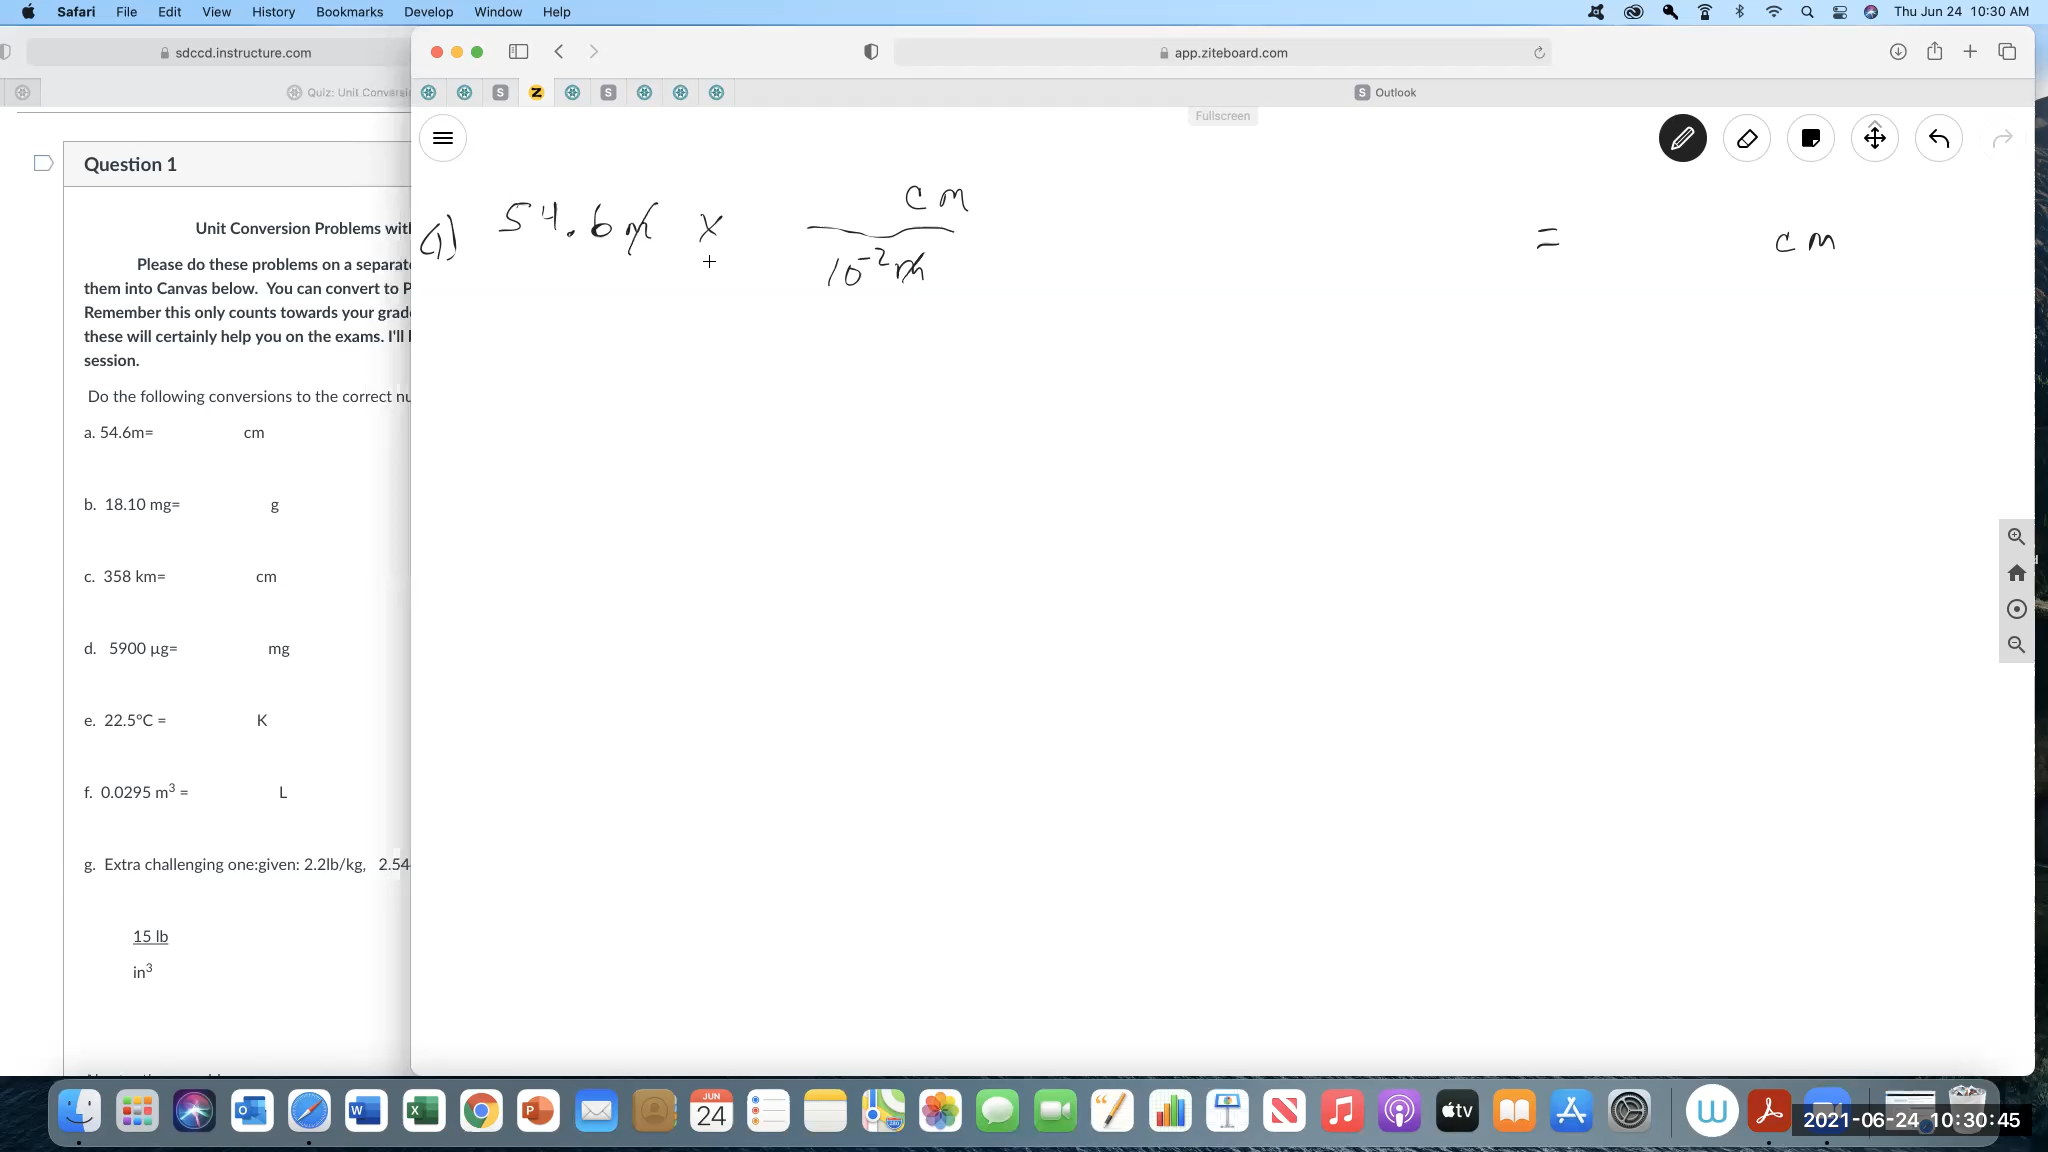 Safari File Edit View History Bookmarks Develop Window Help Thu Jun 24 10:30 AM
sdccd.instructure.com
app.ziteboard.com
Quiz: Unit Conversi
S Z S S Outlook
Fullscreen
Question 1
Unit Conversion Problems wit
Please do these problems on a separat
them into Canvas below. You can convert to P
Remember this only counts towards your grad
these will certainly help you on the exams. I'll
session.
Do the following conversions to the correct nu
a. 54.6m= cm
b. 18.10 mg= g
c. 358 km= cm
d. 5900 µg= mg
e. 22.5°C = K
f. 0.0295 m³ = L
g. Extra challenging one:given: 2.2lb/kg, 2.54
15 lb
in³
cm
a) 54.6 m x = cm
10⁻² m
JUN
24
tv
2021-06-24 10:30:45